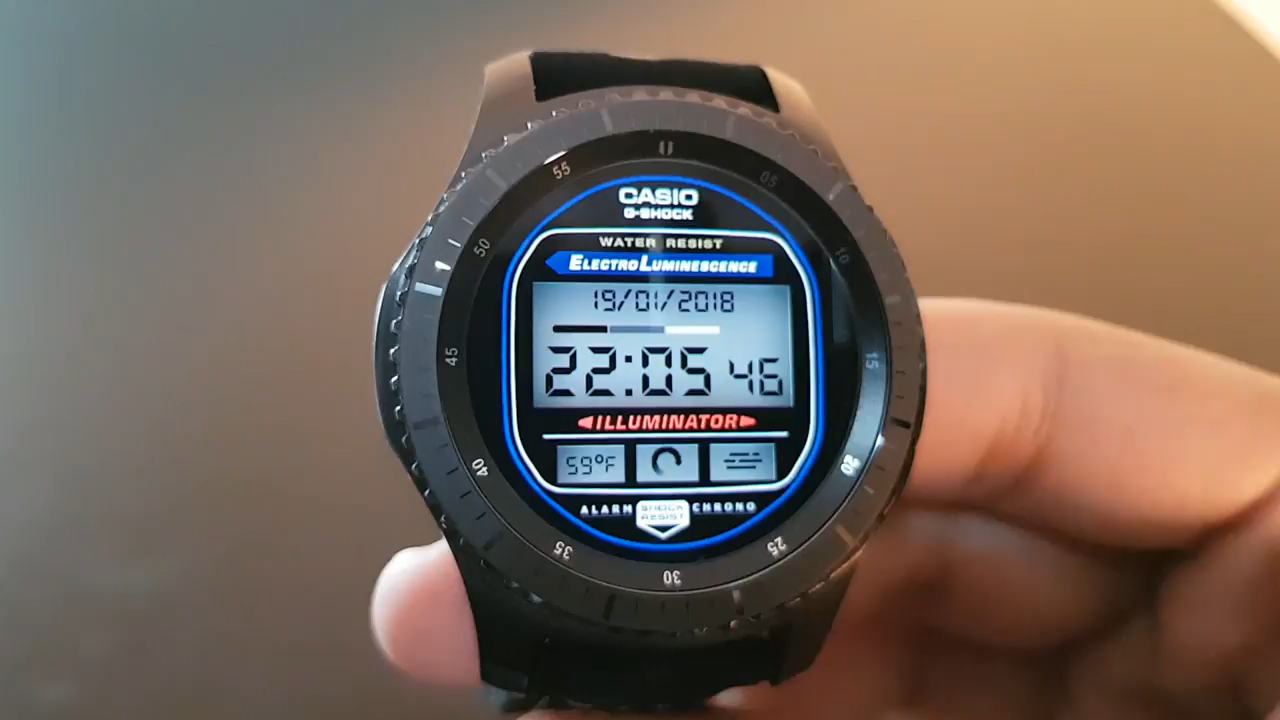 55
05
50
10
45
15
40
20
35
25
30
CASIO
G-SHOCK
WATER RESIST
ELECTROLUMINESCENCE
19/01/2018
22:05 46
ILLUMINATOR
59°F
ALARM SHOCK RESIST CHRONO